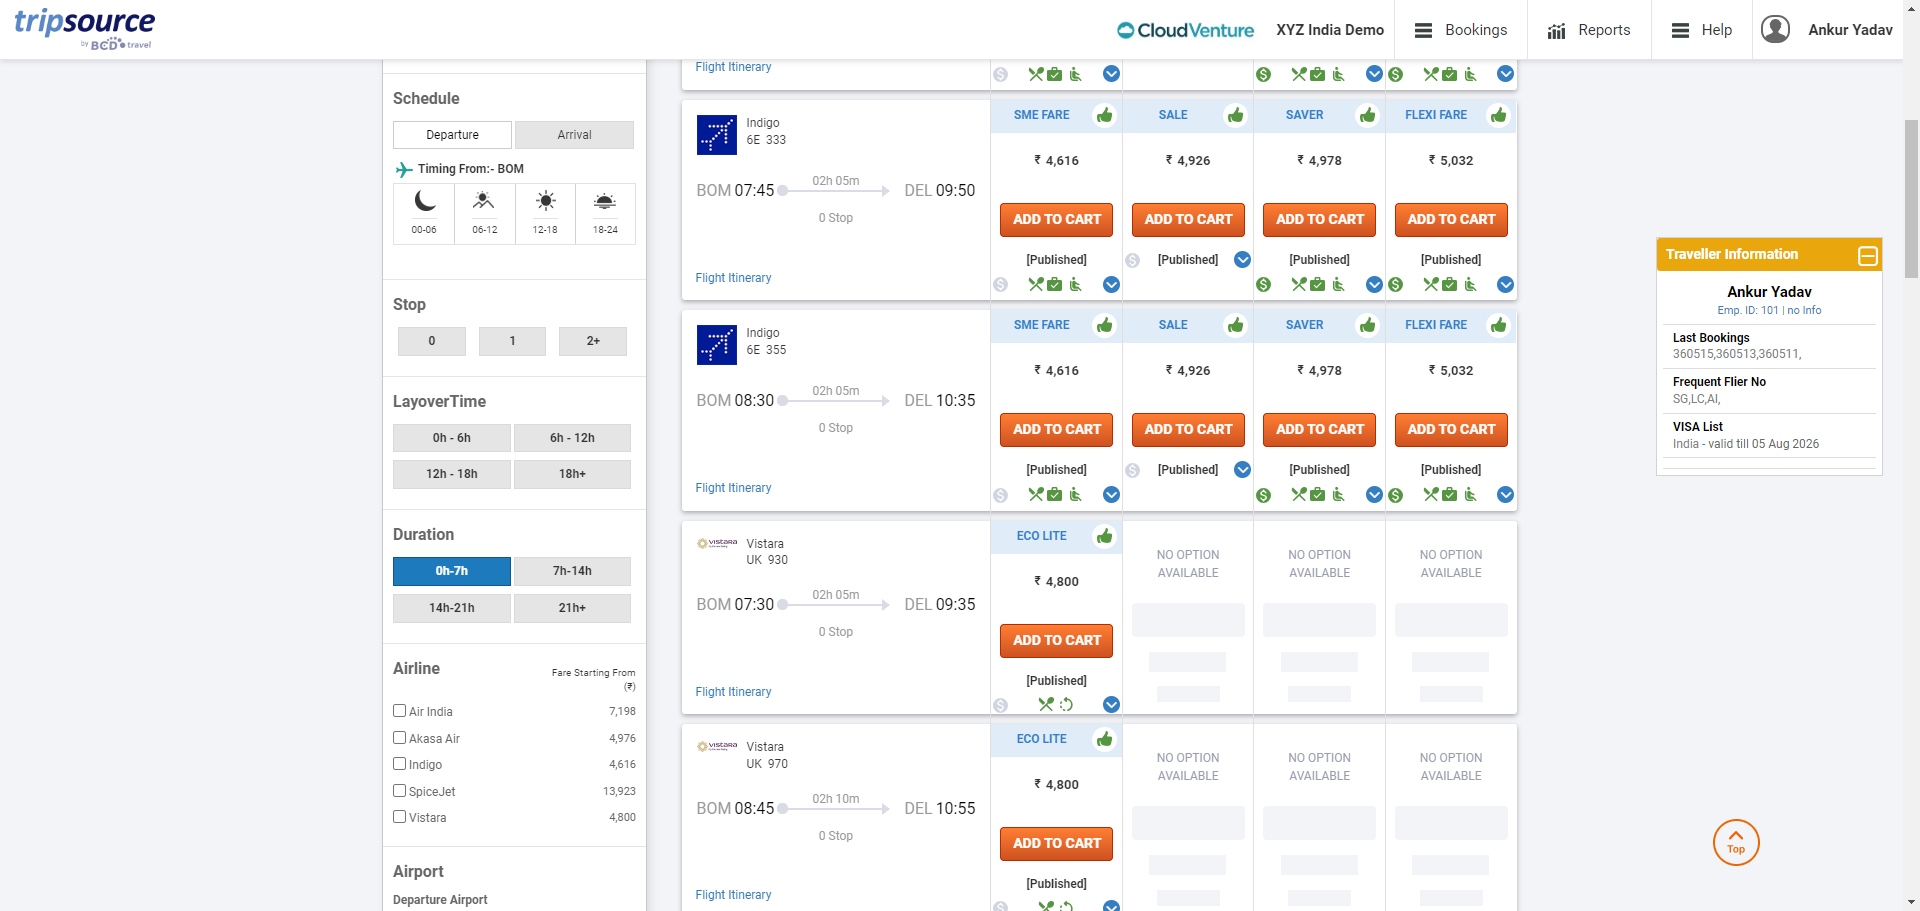 tripsource
by BCD travel
CloudVenture
XYZ India Demo
Bookings
Reports
Help
Ankur Yadav
Schedule
Departure
Arrival
Timing From:- BOM
00-06
06-12
12-18
18-24
Stop
0
1
2+
LayoverTime
0h - 6h
6h - 12h
12h - 18h
18h+
Duration
0h-7h
7h-14h
14h-21h
21h+
Airline
Fare Starting From
(₹)
Air India 7,198
Akasa Air 4,976
Indigo 4,616
SpiceJet 13,923
Vistara 4,800
Airport
Departure Airport
Flight Itinerary
Indigo
6E 333
BOM 07:45
02h 05m
DEL 09:50
0 Stop
Flight Itinerary
SME FARE
₹ 4,616
ADD TO CART
[Published]
SALE
₹ 4,926
ADD TO CART
[Published]
SAVER
₹ 4,978
ADD TO CART
[Published]
FLEXI FARE
₹ 5,032
ADD TO CART
[Published]
Indigo
6E 355
BOM 08:30
02h 05m
DEL 10:35
0 Stop
Flight Itinerary
SME FARE
₹ 4,616
ADD TO CART
[Published]
SALE
₹ 4,926
ADD TO CART
[Published]
SAVER
₹ 4,978
ADD TO CART
[Published]
FLEXI FARE
₹ 5,032
ADD TO CART
[Published]
VISTARA
Vistara
UK 930
BOM 07:30
02h 05m
DEL 09:35
0 Stop
Flight Itinerary
ECO LITE
₹ 4,800
ADD TO CART
[Published]
NO OPTION
AVAILABLE
NO OPTION
AVAILABLE
NO OPTION
AVAILABLE
VISTARA
Vistara
UK 970
BOM 08:45
02h 10m
DEL 10:55
0 Stop
Flight Itinerary
ECO LITE
₹ 4,800
ADD TO CART
[Published]
NO OPTION
AVAILABLE
NO OPTION
AVAILABLE
NO OPTION
AVAILABLE
Traveller Information
Ankur Yadav
Emp. ID: 101 | no Info
Last Bookings
360515,360513,360511,
Frequent Flier No
SG,LC,AI,
VISA List
India - valid till 05 Aug 2026
Top